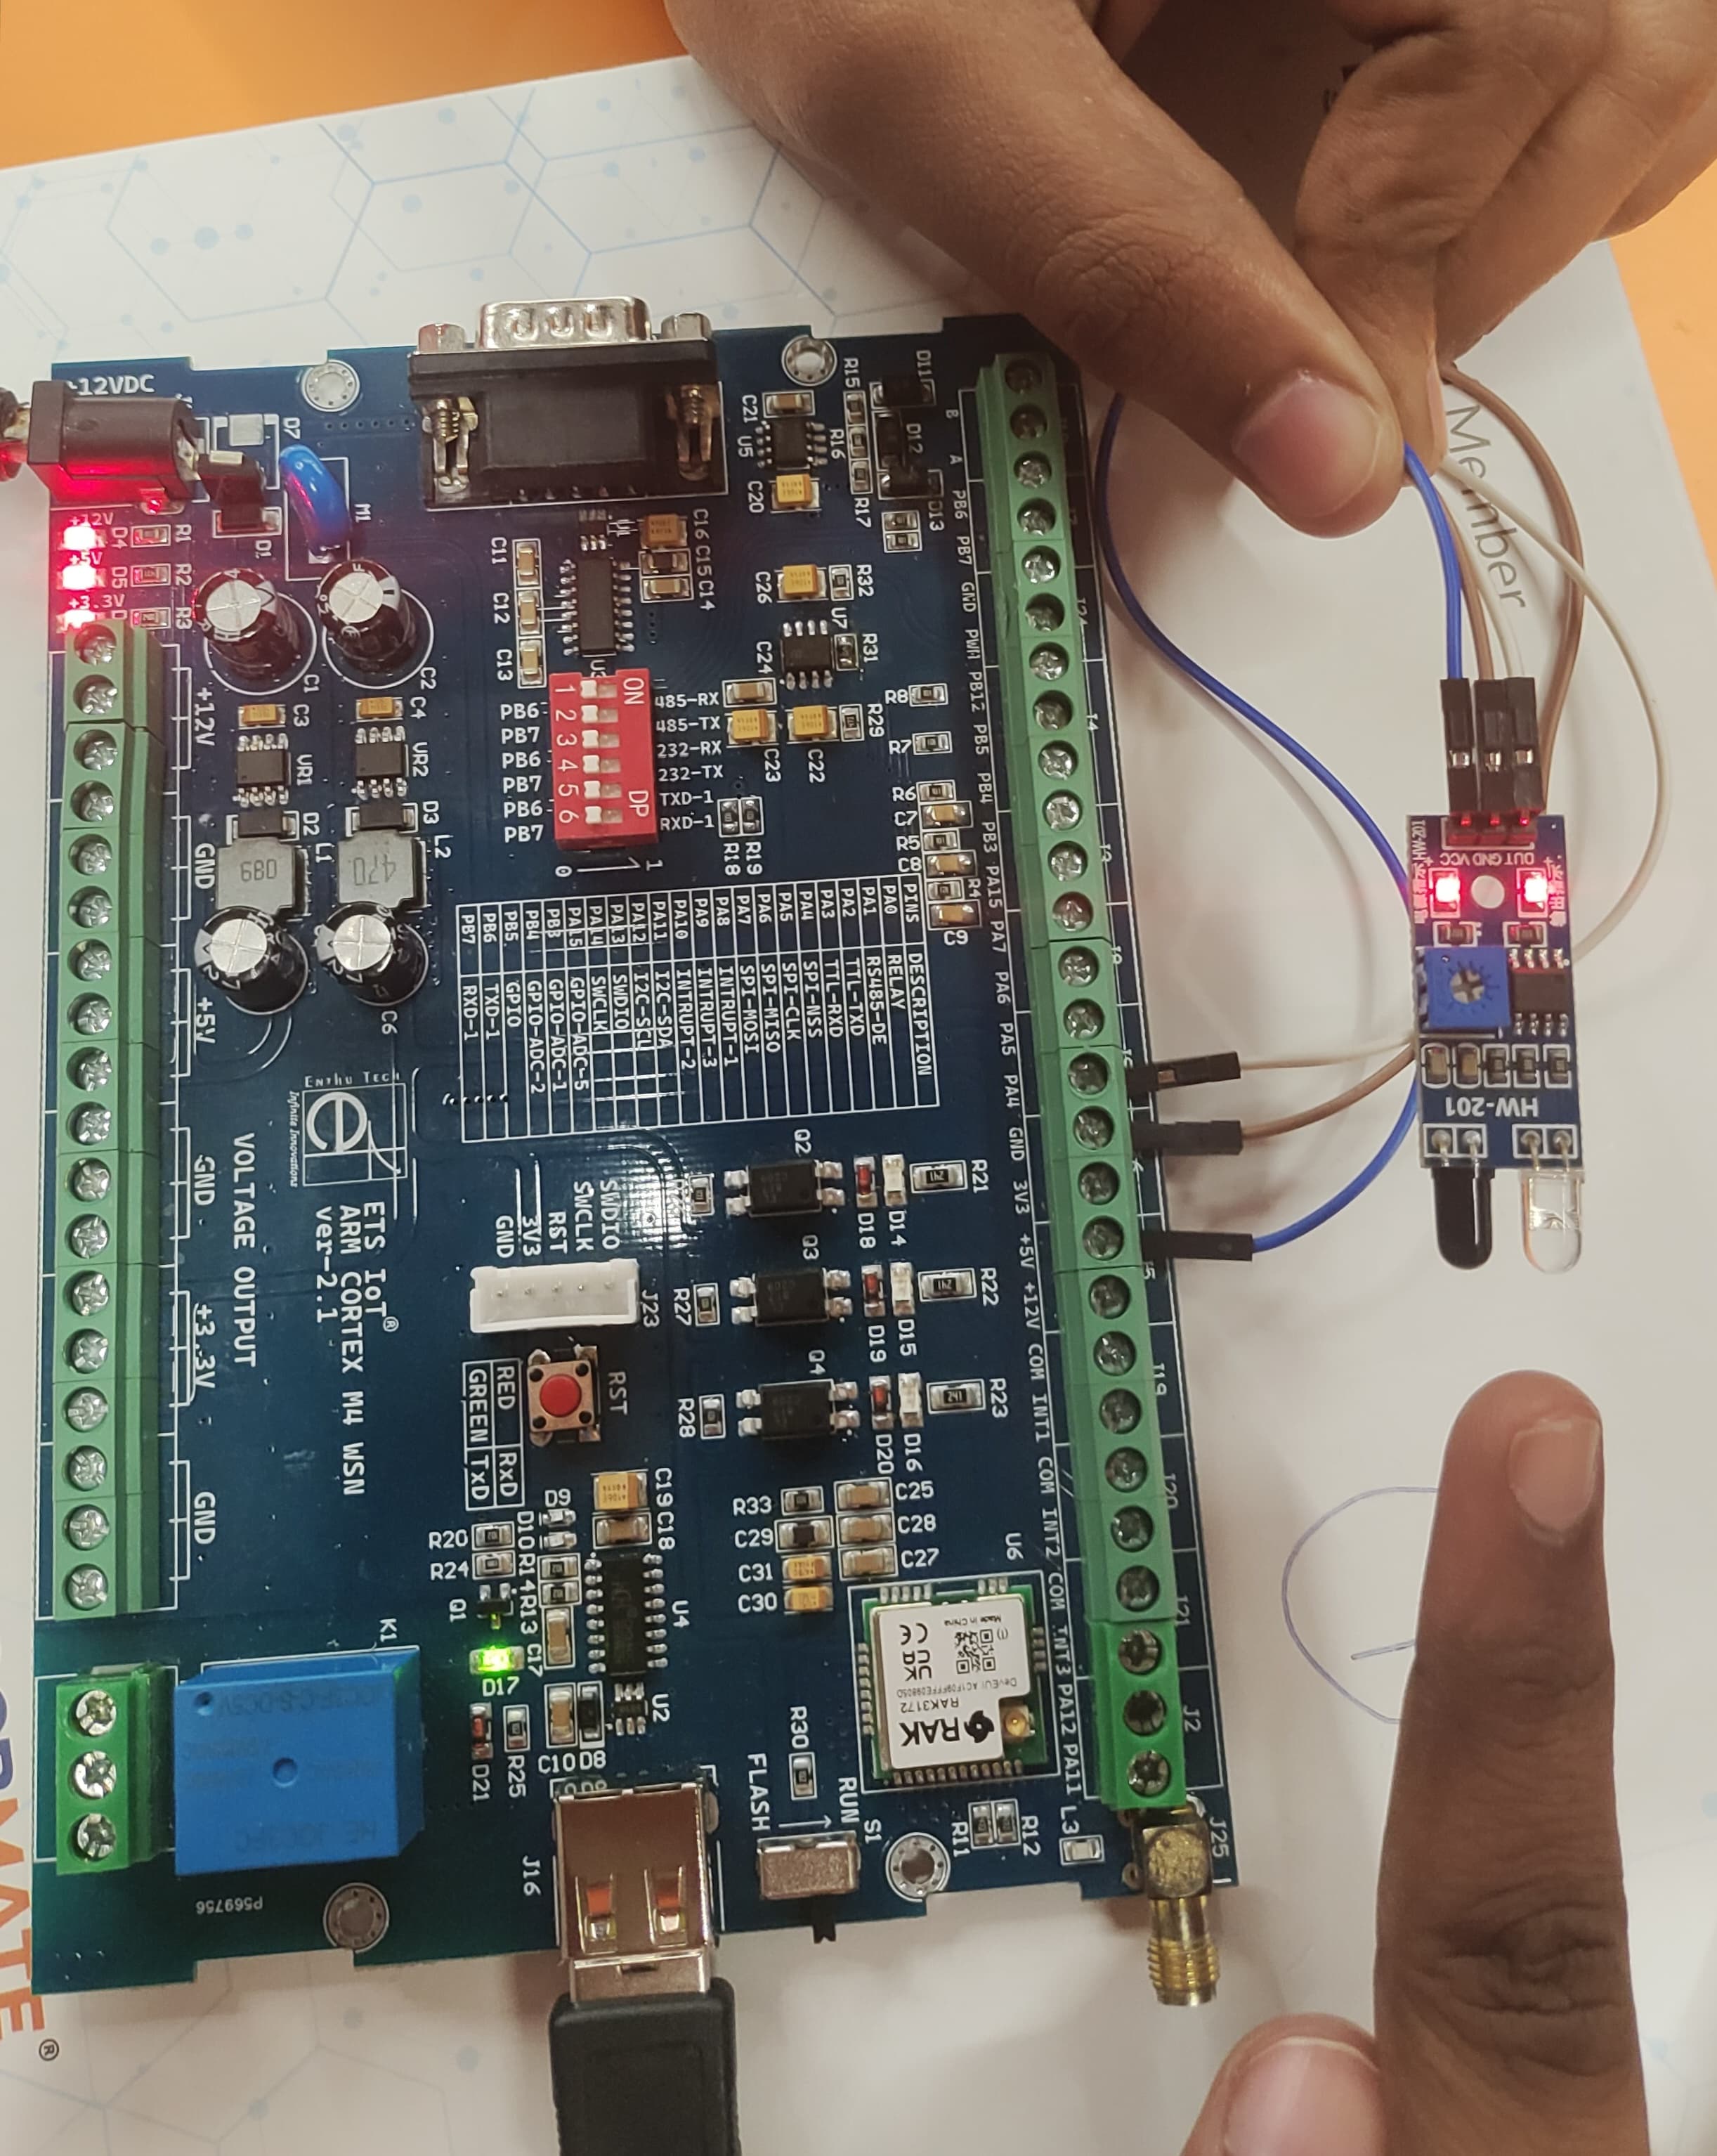 Member
+12VDC
D7
M1
+12V
D4
R1
D1
+5V
D5
R2
+3.3V
R3
C1
C2
C3
C4
VR1
VR2
D2
L1
D3
L2
089
470
C6
+12V
GND
+5V
GND
+3.3V
GND
VOLTAGE OUTPUT
Enthu Tech
Infinite Innovations
e
ETS IoT®
ARM CORTEX M4 WSN
ver-2.1
C11
C12
C13
C16
C15
C14
C21
U5
C20
R15
R16
R17
D11
D12
D13
C26
R32
U7
C24
R31
R8
R29
R7
C23
C22
R6
C7
C8
R4
C9
R18
R19
ON
DP
1
2
3
4
5
6
0
1
PB6
PB7
PB6
PB7
PB6
PB7
485-RX
485-TX
232-RX
232-TX
TXD-1
RXD-1
PINS DESCRIPTION
PA0 RELAY
PA1 RS485-DE
PA2 TTL-TXD
PA3 TTL-RXD
PA4 SPI-NSS
PA5 SPI-CLK
PA6 SPI-MISO
PA7 SPI-MOSI
PA8 INTRUPT-1
PA9 INTRUPT-3
PA10 INTRUPT-2
PA11 I2C-SDA
PA12 I2C-SCL
PA13 SWDIO
PA14 SWCLK
PA15 GPIO-ADC-5
PB3 GPIO-ADC-1
PB4 GPIO-ADC-2
PB5 GPIO
PB6 TXD-1
PB7 RXD-1
B A PB6 PB7 GND PWM PB12 PB5 PB4 PB3 PA15 PA7 PA6 PA5 PA4 GND 3V3 +5V +12V COM INT1 COM INT2 COM INT3 PA12 PA11
SWDIO
SWCLK
RST
3V3
GND
J23
RST
RED RxD
GREEN TxD
Q2
D18
D14
R21
Q3
R27
D19
D15
R22
Q4
R28
D20
D16
R23
C19
C18
D9
D10
R20
R24
R14
R13
Q1
C17
U4
D17
U2
D21
R25
C10
D8
J16
K1
R33
C29
C31
C30
C25
C28
C27
U6
Made in China
CE
UK
CA
DevEUI
RAK3172
RAK
R30
FLASH
RUN
S1
R11
R12
L3
J20
J21
J2
J25
P569756
HW-201
OUT GND VCC
HW-201
®